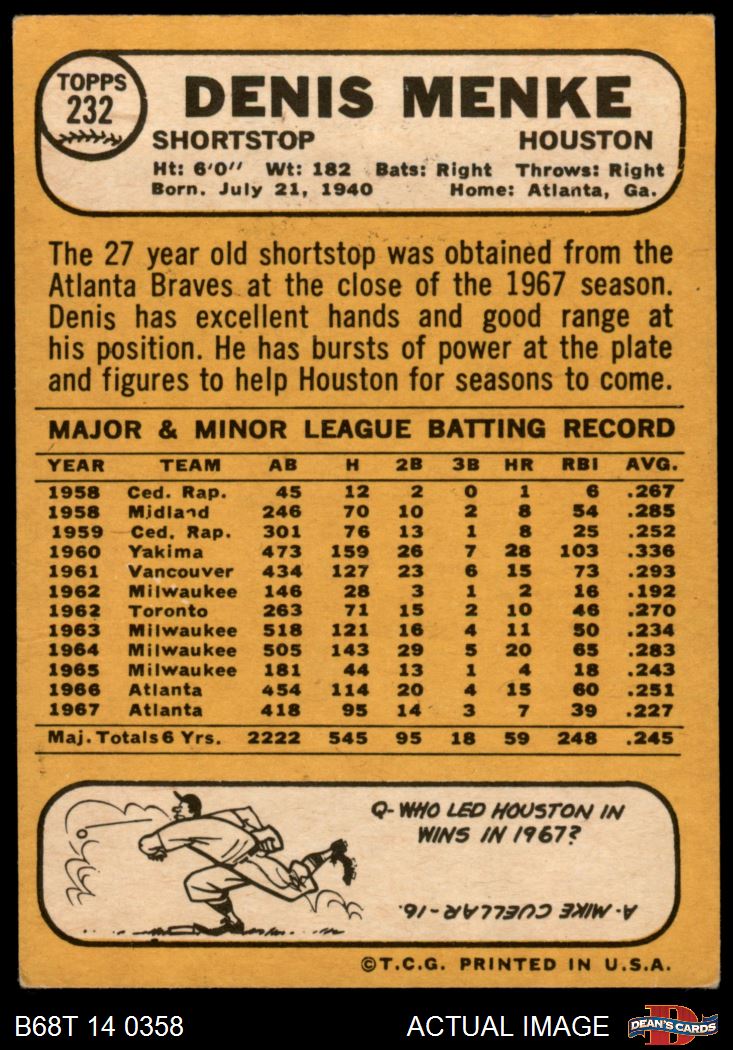 TOPPS
232
DENIS MENKE
SHORTSTOP HOUSTON
Ht: 6'0" Wt: 182 Bats: Right Throws: Right
Born. July 21, 1940 Home: Atlanta, Ga.
The 27 year old shortstop was obtained from the
Atlanta Braves at the close of the 1967 season.
Denis has excellent hands and good range at
his position. He has bursts of power at the plate
and figures to help Houston for seasons to come.
MAJOR & MINOR LEAGUE BATTING RECORD
YEAR TEAM AB H 2B 3B HR RBI AVG.
1958 Ced. Rap. 45 12 2 0 1 6 .267
1958 Midland 246 70 10 2 8 54 .285
1959 Ced. Rap. 301 76 13 1 8 25 .252
1960 Yakima 473 159 26 7 28 103 .336
1961 Vancouver 434 127 23 6 15 73 .293
1962 Milwaukee 146 28 3 1 2 16 .192
1962 Toronto 263 71 15 2 10 46 .270
1963 Milwaukee 518 121 16 4 11 50 .234
1964 Milwaukee 505 143 29 5 20 65 .283
1965 Milwaukee 181 44 13 1 4 18 .243
1966 Atlanta 454 114 20 4 15 60 .251
1967 Atlanta 418 95 14 3 7 39 .227
Maj. Totals 6 Yrs. 2222 545 95 18 59 248 .245
Q- WHO LED HOUSTON IN
WINS IN 1967?
A- MIKE CUELLAR - 16.
©T.C.G. PRINTED IN U.S.A.
B68T 14 0358 ACTUAL IMAGE D DEAN'S CARDS